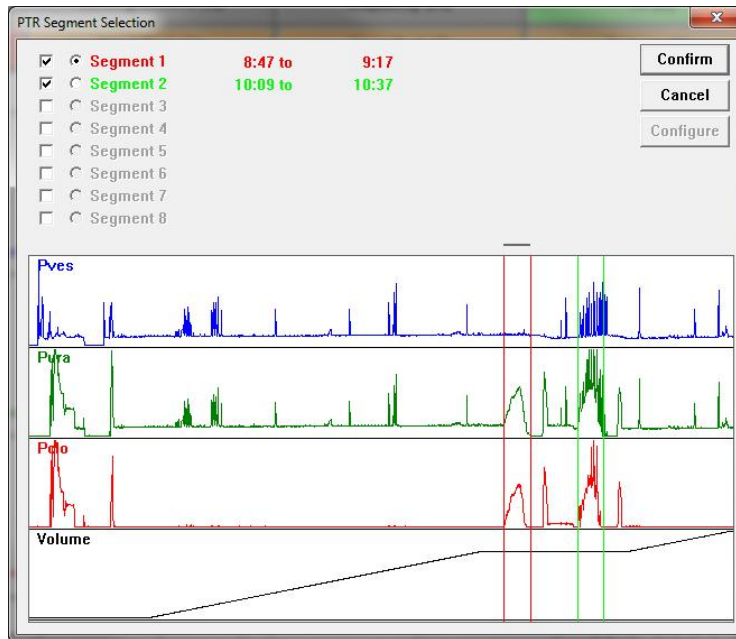 PTR Segment Selection
Segment 1 8:47 to 9:17
Segment 2 10:09 to 10:37
Segment 3
Segment 4
Segment 5
Segment 6
Segment 7
Segment 8
Confirm
Cancel
Configure
Pves
Pura
Pclo
Volume